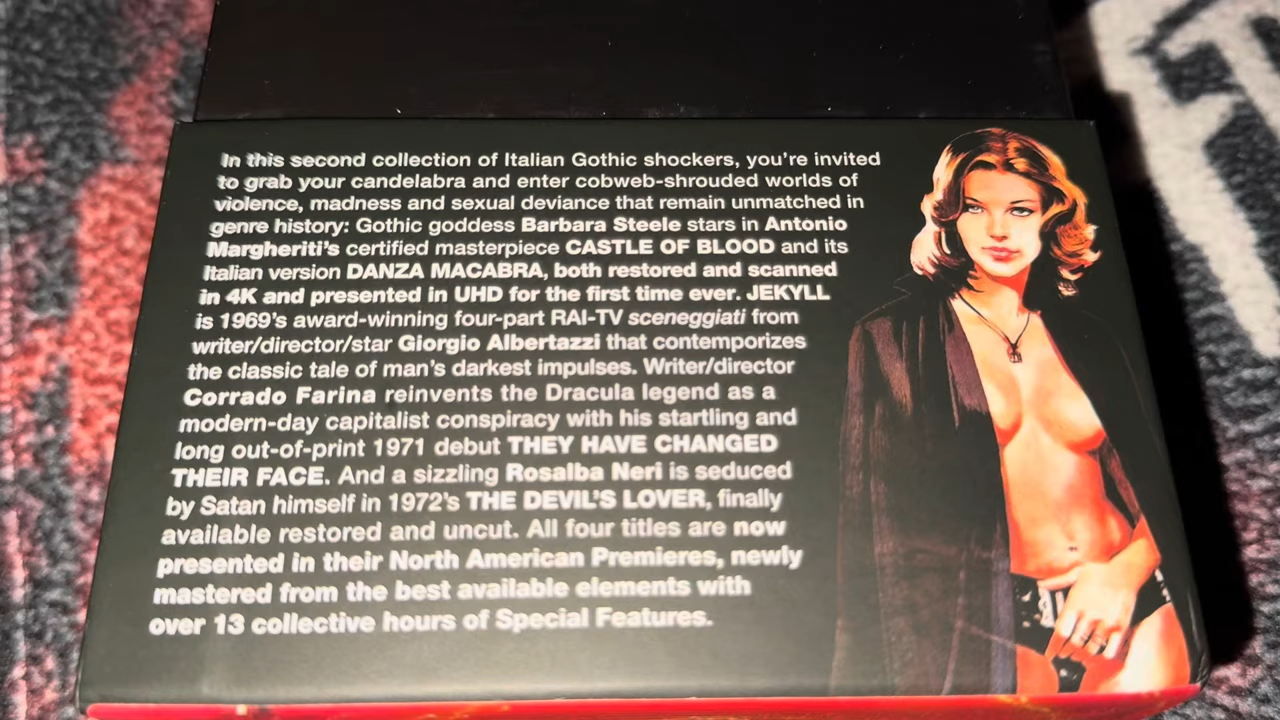 In this second collection of Italian Gothic shockers, you're invited
to grab your candelabra and enter cobweb-shrouded worlds of
violence, madness and sexual deviance that remain unmatched in
genre history: Gothic goddess Barbara Steele stars in Antonio
Margheriti's certified masterpiece CASTLE OF BLOOD and its
Italian version DANZA MACABRA, both restored and scanned
in 4K and presented in UHD for the first time ever. JEKYLL
is 1969's award-winning four-part RAI-TV sceneggiati from
writer/director/star Giorgio Albertazzi that contemporizes
the classic tale of man's darkest impulses. Writer/director
Corrado Farina reinvents the Dracula legend as a
modern-day capitalist conspiracy with his startling and
long out-of-print 1971 debut THEY HAVE CHANGED
THEIR FACE. And a sizzling Rosalba Neri is seduced
by Satan himself in 1972's THE DEVIL'S LOVER, finally
available restored and uncut. All four titles are now
presented in their North American Premieres, newly
mastered from the best available elements with
over 13 collective hours of Special Features.